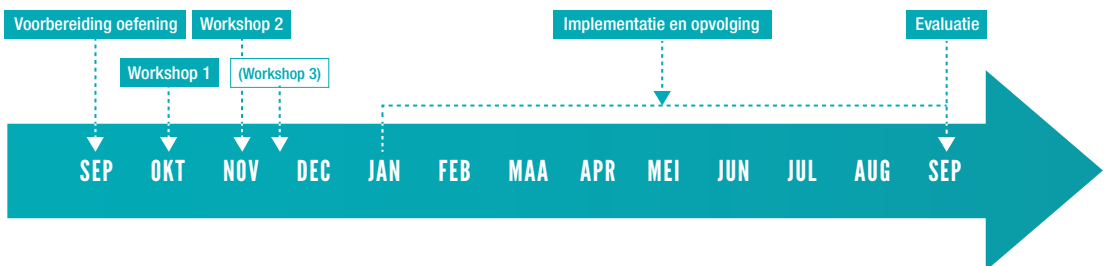 Voorbereiding oefening
Workshop 2
Implementatie en opvolging
Evaluatie
Workshop 1
(Workshop 3)
SEP OKT NOV DEC JAN FEB MAA APR MEI JUN JUL AUG SEP